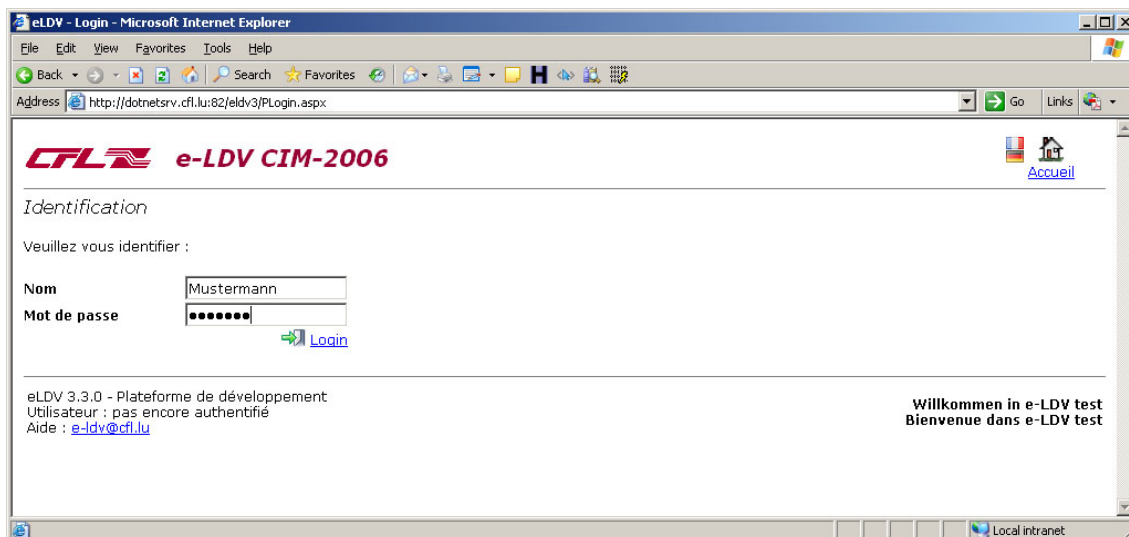 eLDV - Login - Microsoft Internet Explorer
File Edit View Favorites Tools Help
Back Search Favorites
Address http://dotnetsrv.cfl.lu:82/eldv3/PLogin.aspx Go Links
CFL e-LDV CIM-2006
Accueil
Identification
Veuillez vous identifier :
Nom Mustermann
Mot de passe •••••••
Login
eLDV 3.3.0 - Plateforme de développement
Utilisateur : pas encore authentifié
Aide : e-ldv@cfl.lu
Willkommen in e-LDV test
Bienvenue dans e-LDV test
Local intranet